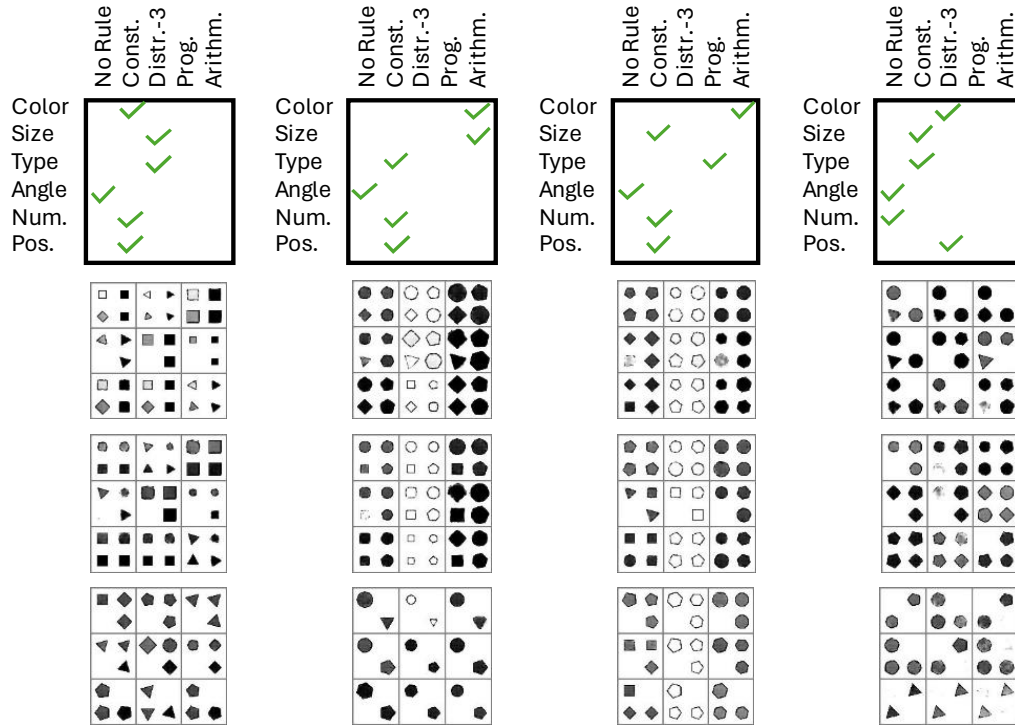 No Rule
Const.
Distr.-3
Prog.
Arithm.
No Rule
Const.
Distr.-3
Prog.
Arithm.
No Rule
Const.
Distr.-3
Prog.
Arithm.
No Rule
Const.
Distr.-3
Prog.
Arithm.
Color
Size
Type
Angle
Num.
Pos.
Color
Size
Type
Angle
Num.
Pos.
Color
Size
Type
Angle
Num.
Pos.
Color
Size
Type
Angle
Num.
Pos.